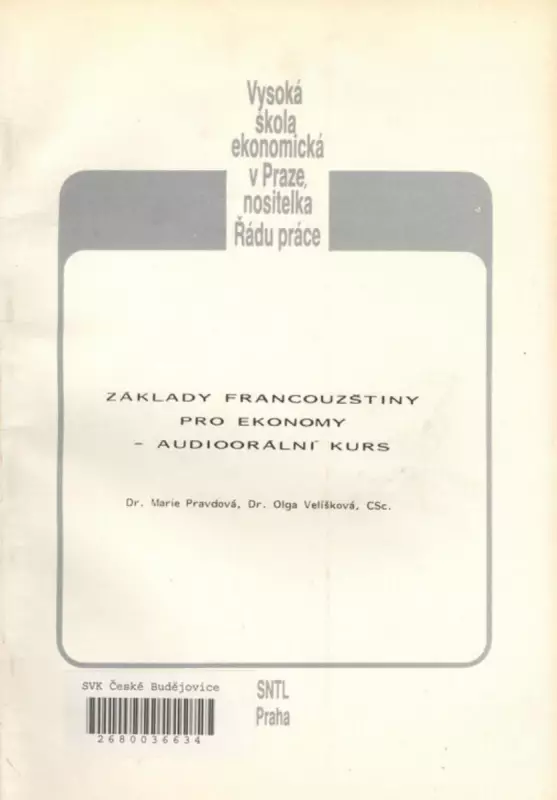 Vysoká
škola
ekonomická
v Praze,
nositelka
Řádu práce
ZÁKLADY FRANCOUZŠTINY
PRO EKONOMY
– AUDIOORÁLNÍ KURS
Dr. Marie Pravdová, Dr. Olga Velíšková, CSc.
SVK České Budějovice
2680036634
SNTL
Praha